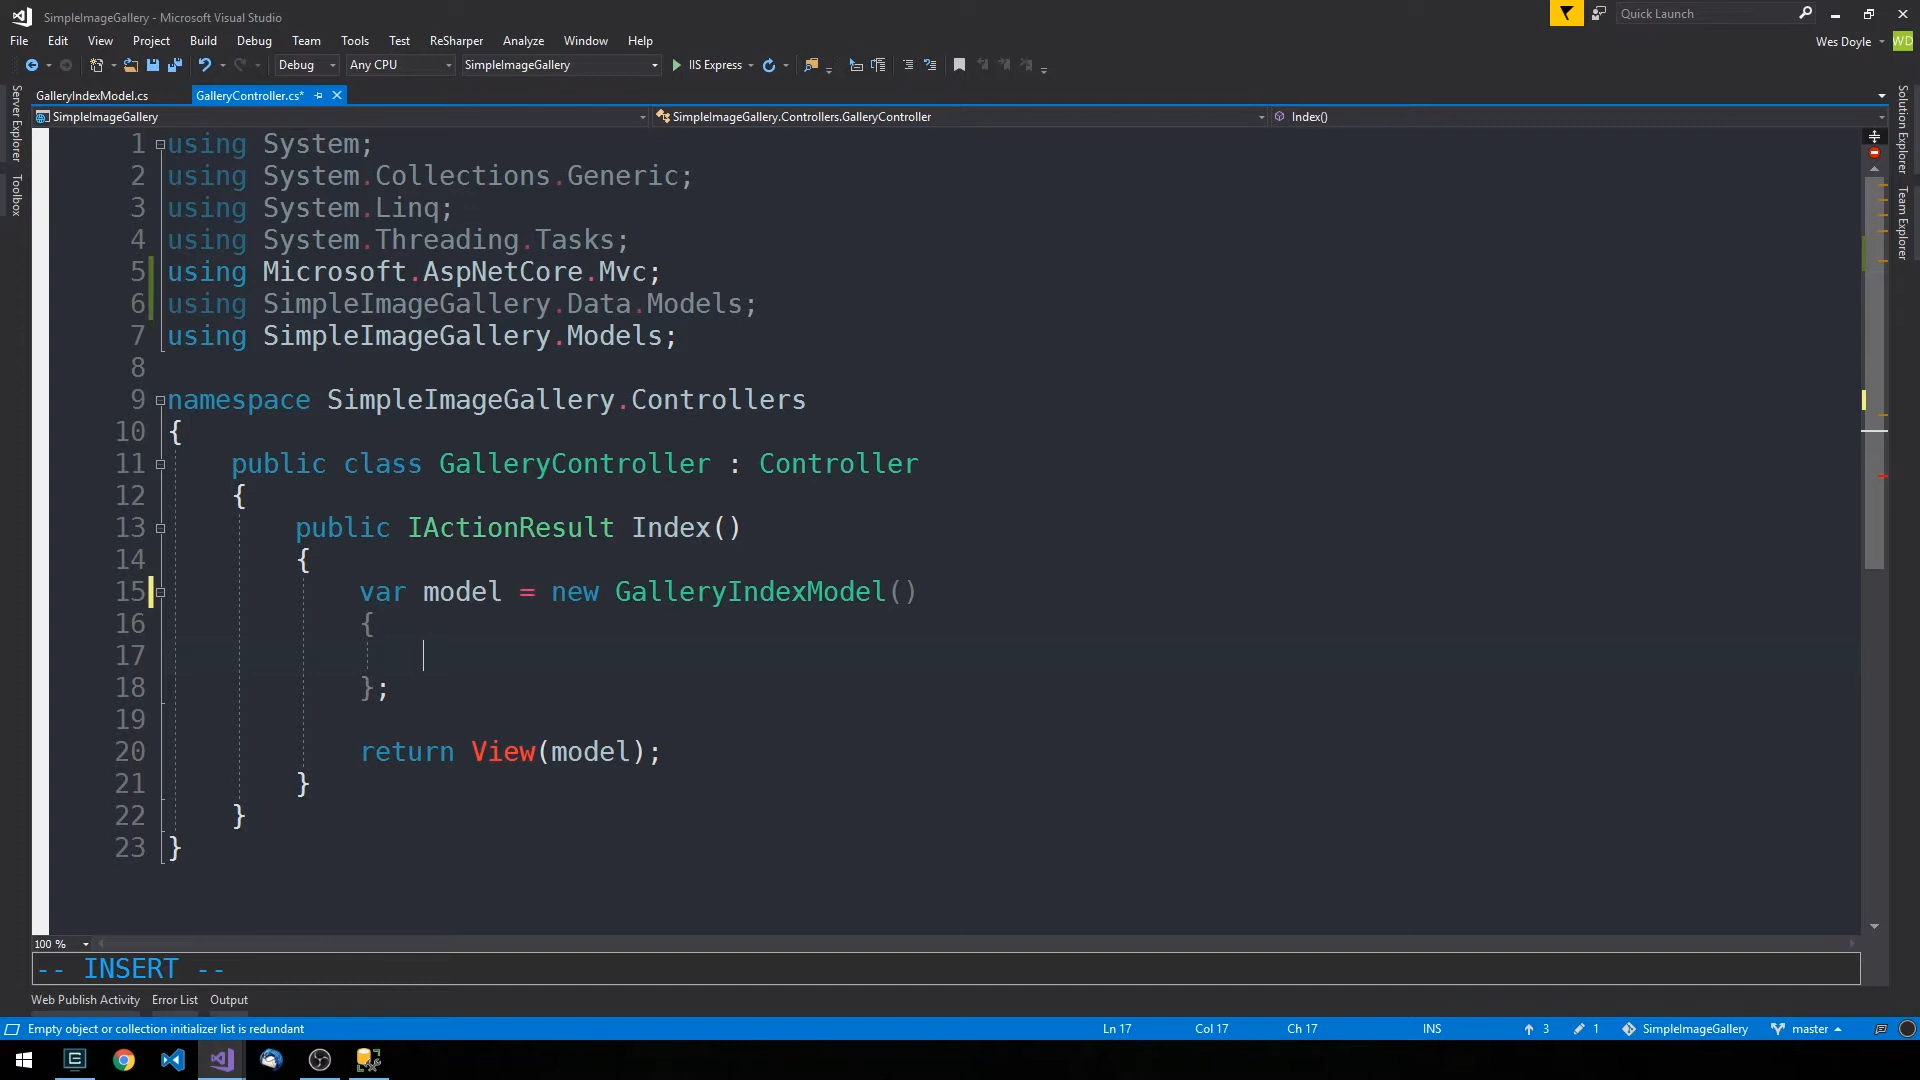 SimpleImageGallery - Microsoft Visual Studio
Quick Launch
File Edit View Project Build Debug Team Tools Test ReSharper Analyze Window Help
Wes Doyle WD
Debug Any CPU SimpleImageGallery IIS Express
GalleryIndexModel.cs GalleryController.cs*
SimpleImageGallery SimpleImageGallery.Controllers.GalleryController Index()
Server Explorer
Toolbox
Solution Explorer
Team Explorer
1 using System;
2 using System.Collections.Generic;
3 using System.Linq;
4 using System.Threading.Tasks;
5 using Microsoft.AspNetCore.Mvc;
6 using SimpleImageGallery.Data.Models;
7 using SimpleImageGallery.Models;
8
9 namespace SimpleImageGallery.Controllers
10 {
11 public class GalleryController : Controller
12 {
13 public IActionResult Index()
14 {
15 var model = new GalleryIndexModel()
16 {
17
18 };
19
20 return View(model);
21 }
22 }
23 }
100 %
-- INSERT --
Web Publish Activity Error List Output
Empty object or collection initializer list is redundant Ln 17 Col 17 Ch 17 INS 3 1 SimpleImageGallery master